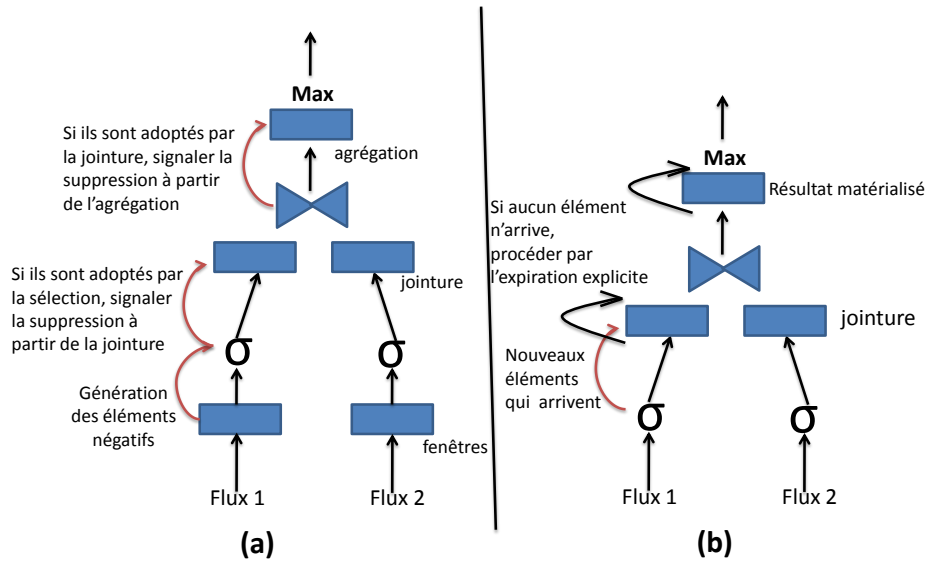 Max
Si ils sont adoptés par
la jointure, signaler la
suppression à partir
de l'agrégation
agrégation
Si ils sont adoptés par
la sélection, signaler
la suppression à
partir de la jointure
jointure
σ
σ
Génération
des éléments
négatifs
fenêtres
Flux 1
Flux 2
(a)
Max
Résultat matérialisé
Si aucun élément
n'arrive,
procéder par
l'expiration explicite
jointure
Nouveaux
éléments
qui arrivent
σ
σ
Flux 1
Flux 2
(b)